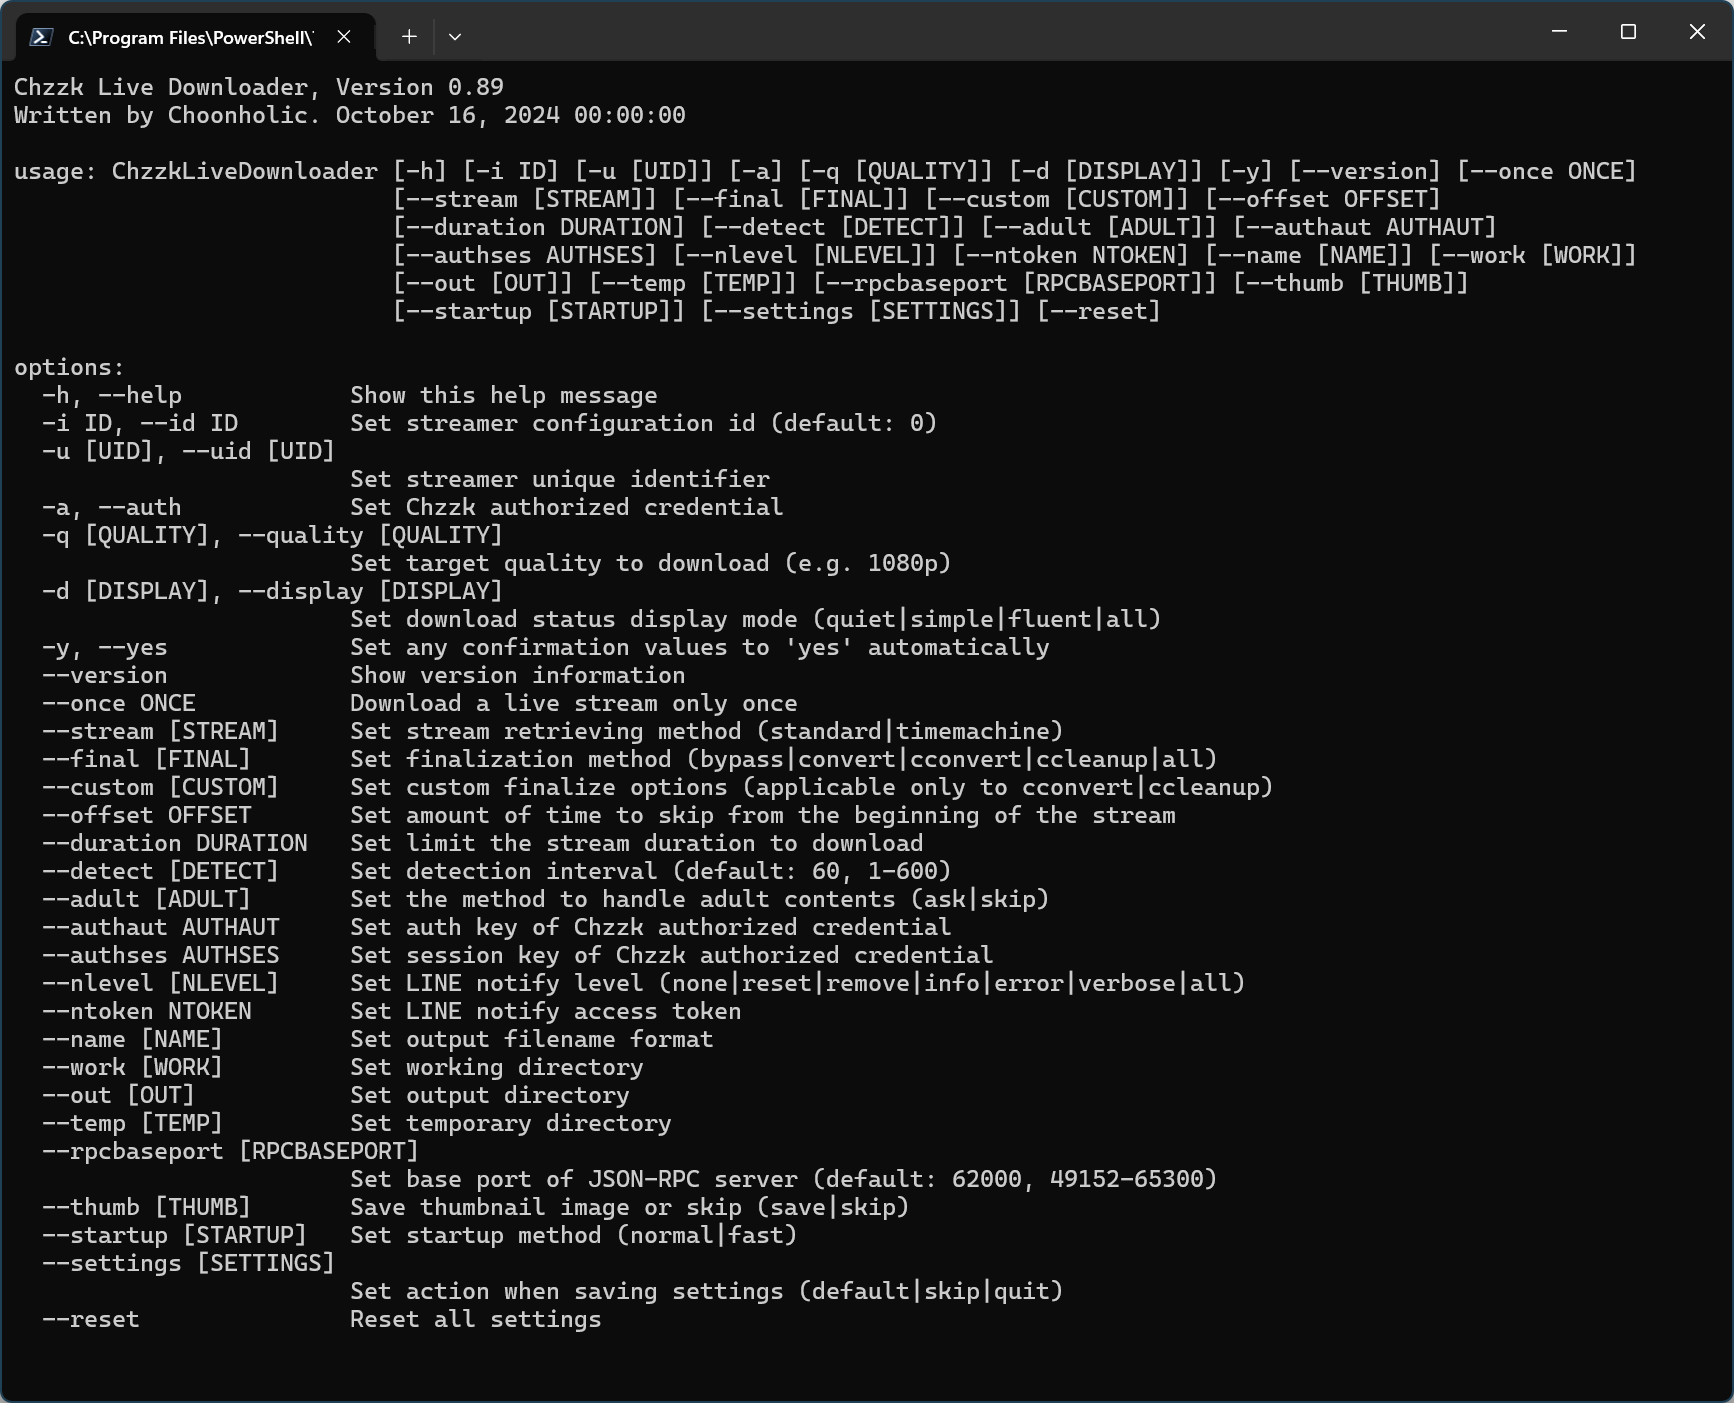 C:\Program Files\PowerShell\
Chzzk Live Downloader, Version 0.89
Written by Choonholic. October 16, 2024 00:00:00
usage: ChzzkLiveDownloader [-h] [-i ID] [-u [UID]] [-a] [-q [QUALITY]] [-d [DISPLAY]] [-y] [--version] [--once ONCE]
[--stream [STREAM]] [--final [FINAL]] [--custom [CUSTOM]] [--offset OFFSET]
[--duration DURATION] [--detect [DETECT]] [--adult [ADULT]] [--authaut AUTHAUT]
[--authses AUTHSES] [--nlevel [NLEVEL]] [--ntoken NTOKEN] [--name [NAME]] [--work [WORK]]
[--out [OUT]] [--temp [TEMP]] [--rpcbaseport [RPCBASEPORT]] [--thumb [THUMB]]
[--startup [STARTUP]] [--settings [SETTINGS]] [--reset]
options:
-h, --help Show this help message
-i ID, --id ID Set streamer configuration id (default: 0)
-u [UID], --uid [UID]
Set streamer unique identifier
-a, --auth Set Chzzk authorized credential
-q [QUALITY], --quality [QUALITY]
Set target quality to download (e.g. 1080p)
-d [DISPLAY], --display [DISPLAY]
Set download status display mode (quiet|simple|fluent|all)
-y, --yes Set any confirmation values to 'yes' automatically
--version Show version information
--once ONCE Download a live stream only once
--stream [STREAM] Set stream retrieving method (standard|timemachine)
--final [FINAL] Set finalization method (bypass|convert|cconvert|ccleanup|all)
--custom [CUSTOM] Set custom finalize options (applicable only to cconvert|ccleanup)
--offset OFFSET Set amount of time to skip from the beginning of the stream
--duration DURATION Set limit the stream duration to download
--detect [DETECT] Set detection interval (default: 60, 1-600)
--adult [ADULT] Set the method to handle adult contents (ask|skip)
--authaut AUTHAUT Set auth key of Chzzk authorized credential
--authses AUTHSES Set session key of Chzzk authorized credential
--nlevel [NLEVEL] Set LINE notify level (none|reset|remove|info|error|verbose|all)
--ntoken NTOKEN Set LINE notify access token
--name [NAME] Set output filename format
--work [WORK] Set working directory
--out [OUT] Set output directory
--temp [TEMP] Set temporary directory
--rpcbaseport [RPCBASEPORT]
Set base port of JSON-RPC server (default: 62000, 49152-65300)
--thumb [THUMB] Save thumbnail image or skip (save|skip)
--startup [STARTUP] Set startup method (normal|fast)
--settings [SETTINGS]
Set action when saving settings (default|skip|quit)
--reset Reset all settings